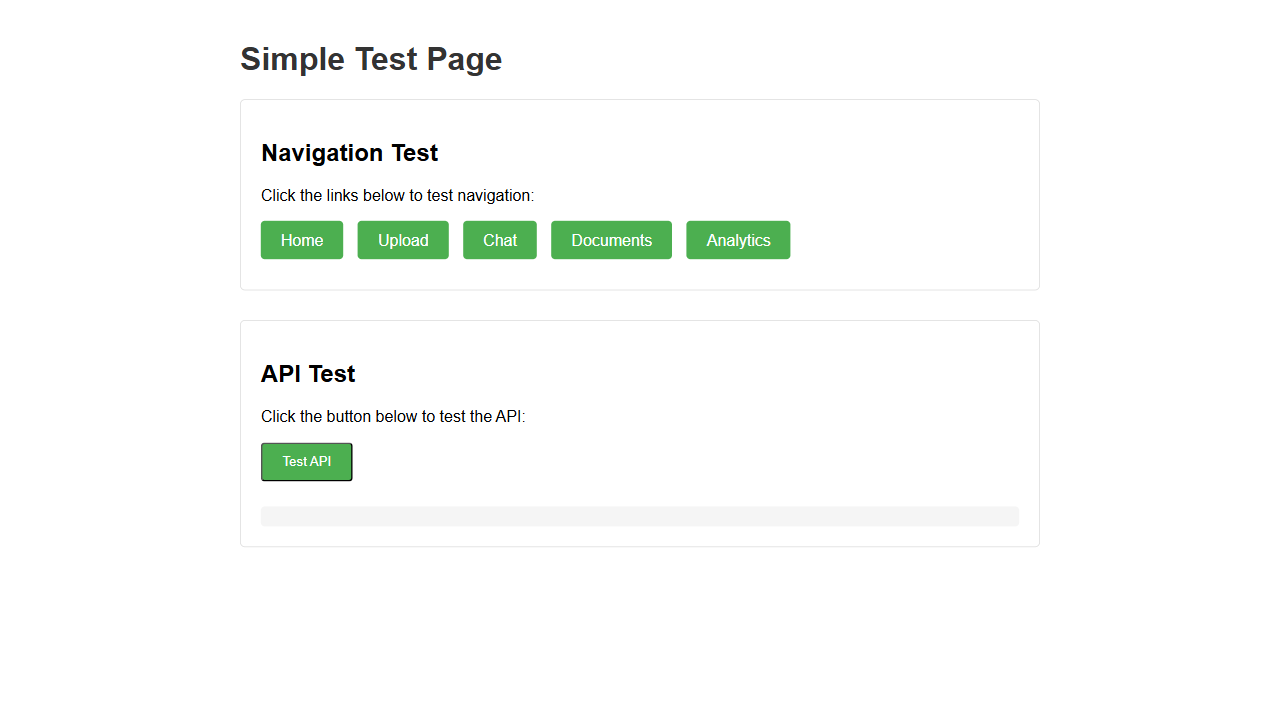 Simple Test Page
Navigation Test
Click the links below to test navigation:
Home Upload Chat Documents Analytics
API Test
Click the button below to test the API:
Test API